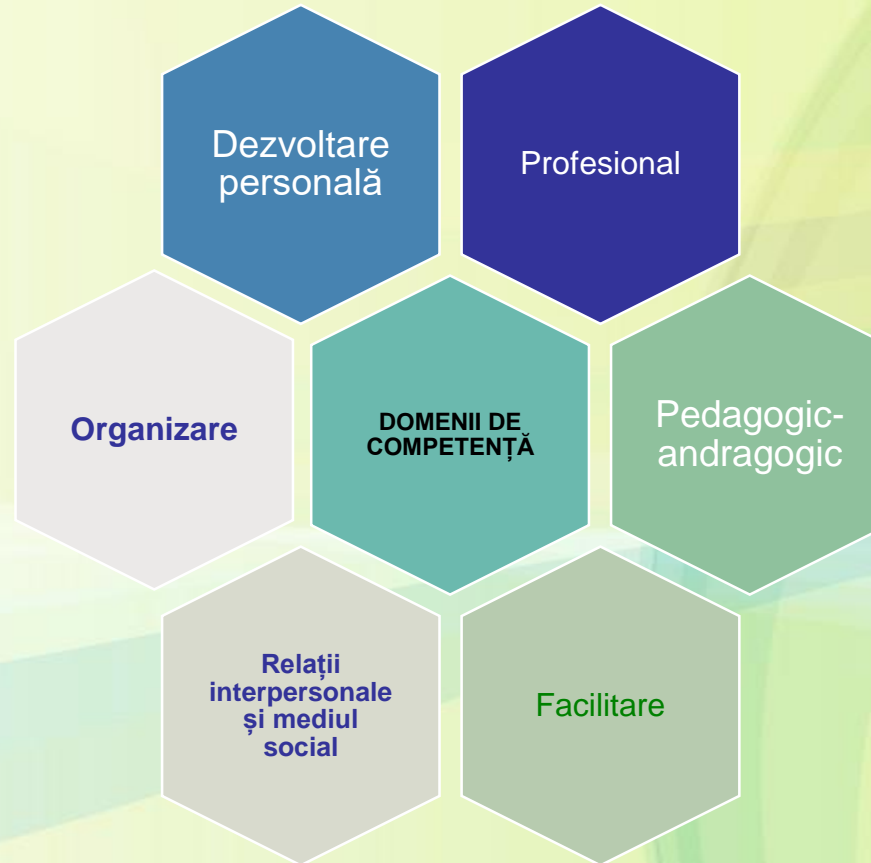 Dezvoltare
personală
Profesional
Organizare
DOMENII DE
COMPETENȚĂ
Pedagogic-
andragogic
Relații
interpersonale
și mediul
social
Facilitare